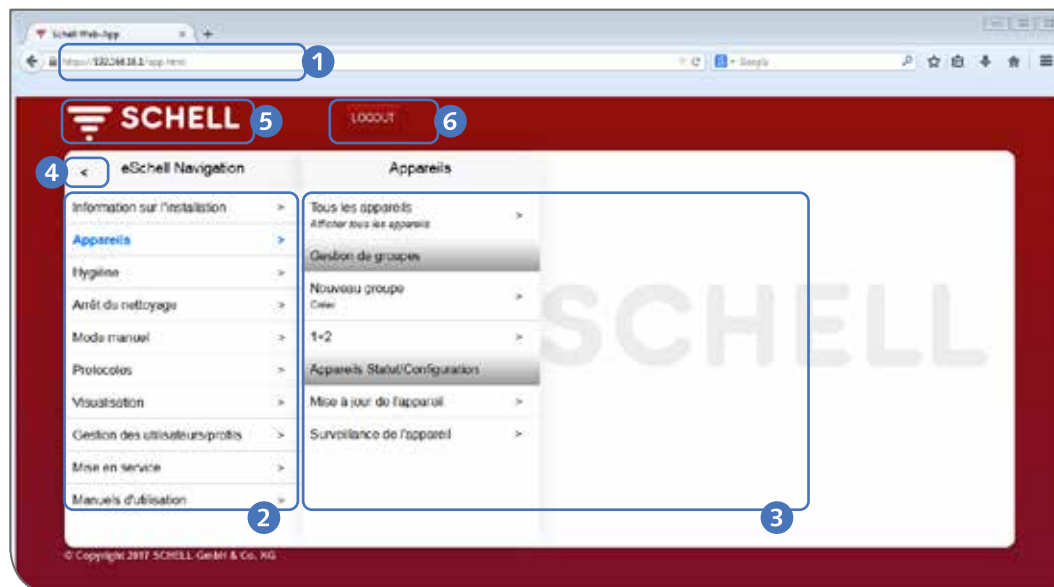 Schell Web-App
https://192.168.18.1/app.html
Google
1
SCHELL
5
LOGOUT
6
4
<
eSchell Navigation
Appareils
Information sur l'installation >
Appareils >
Hygiène >
Arrêt du nettoyage >
Mode manuel >
Protocoles >
Visualisation >
Gestion des utilisateurs/profils >
Mise en service >
Manuels d'utilisation >
2
Tous les appareils >
Afficher tous les appareils
Gestion de groupes
Nouveau groupe >
Créer
1+2 >
Appareils Statut/Configuration
Mise à jour de l'appareil >
Surveillance de l'appareil >
3
SCHELL
© Copyright 2017 SCHELL GmbH & Co. KG